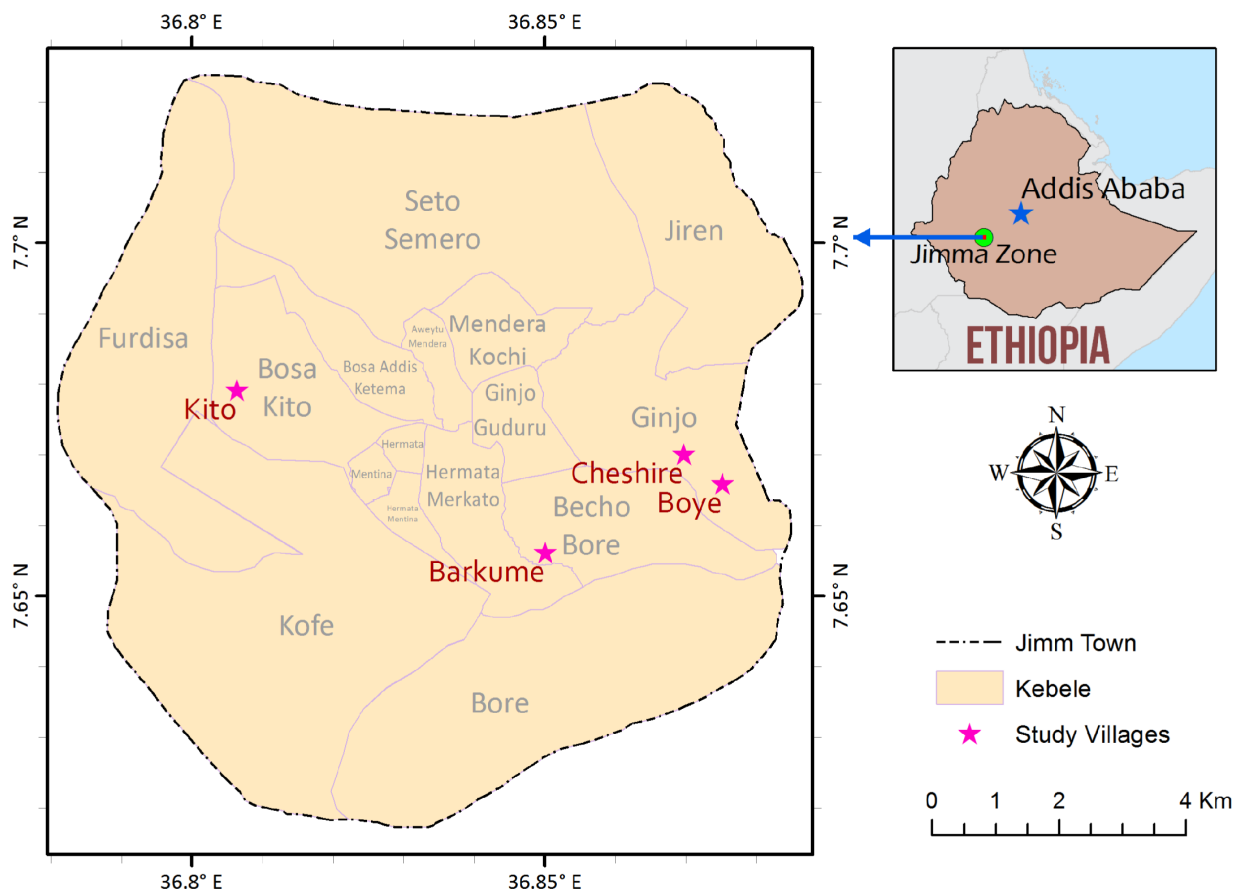 36.8° E
36.85° E
7.7° N
7.7° N
7.65° N
7.65° N
36.8° E
36.85° E
Seto
Semero
Jiren
Furdisa
Aweytu
Mendera
Mendera
Kochi
Bosa
Kito
Bosa Addis
Ketema
Ginjo
Guduru
Ginjo
Kito
Hermata
Mentina
Hermata
Merkato
Hermata
Mentina
Cheshire
Boye
Becho
Bore
Barkume
Kofe
Bore
Addis Ababa
Jimma Zone
ETHIOPIA
N
W
E
S
Jimm Town
Kebele
Study Villages
0 1 2 4 Km